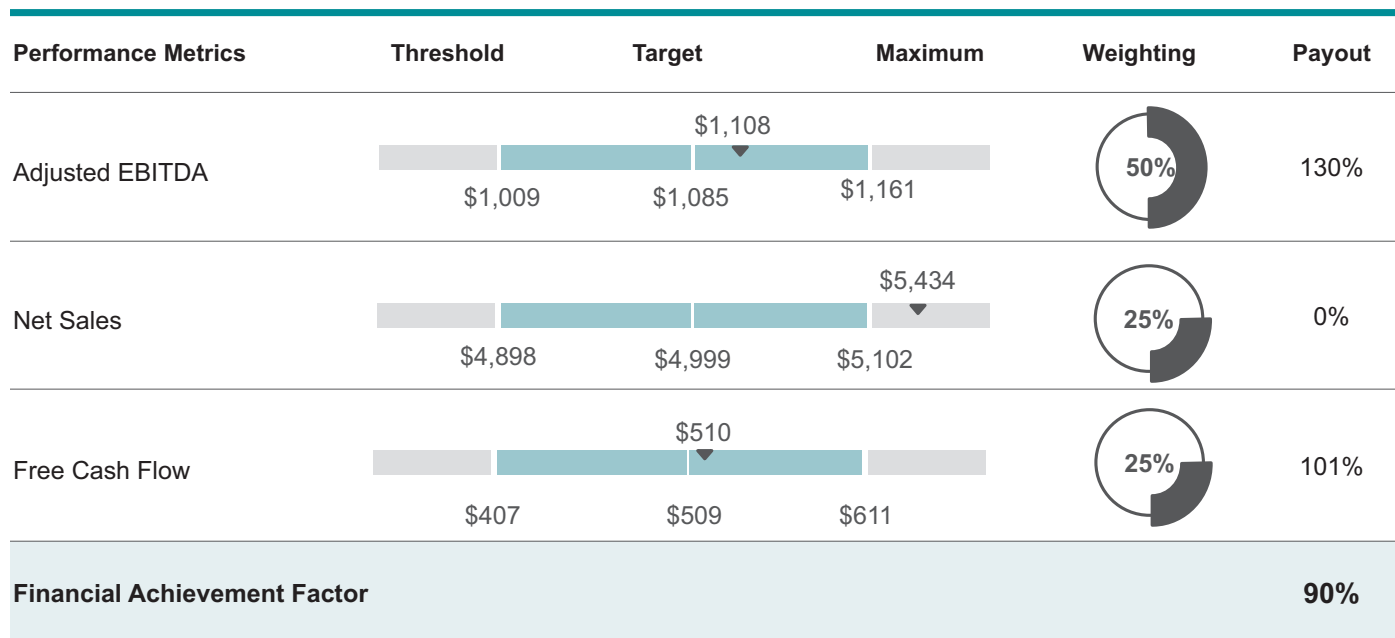 Performance Metrics Threshold Target Maximum Weighting Payout
$1,108
Adjusted EBITDA 50% 130%
$1,009 $1,085 $1,161
$5,434
Net Sales 25% 0%
$4,898 $4,999 $5,102
$510
Free Cash Flow 25% 101%
$407 $509 $611
Financial Achievement Factor 90%